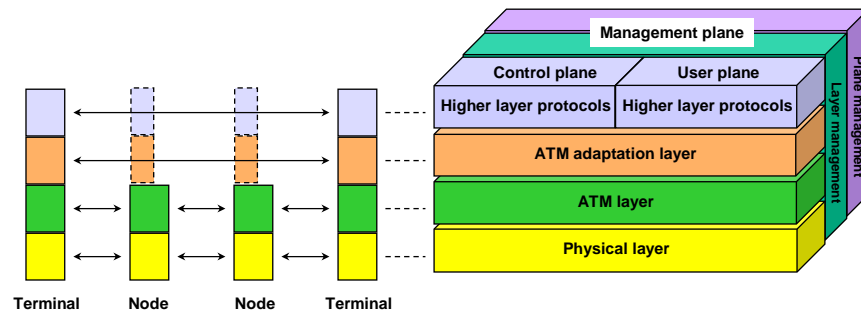 Management plane
Control plane
User plane
Higher layer protocols
Higher layer protocols
ATM adaptation layer
ATM layer
Physical layer
Layer management
Plane management
Terminal
Node
Node
Terminal